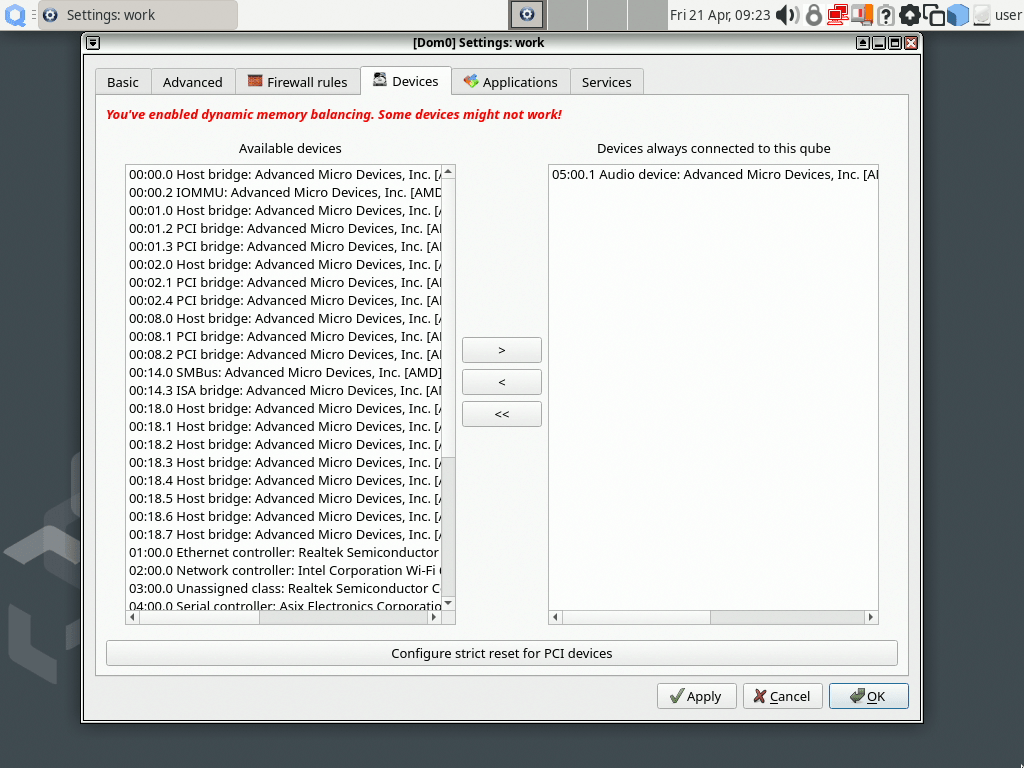 Settings: work
Fri 21 Apr, 09:23
user
[Dom0] Settings: work
Basic
Advanced
Firewall rules
Devices
Applications
Services
You've enabled dynamic memory balancing. Some devices might not work!
Available devices
Devices always connected to this qube
00:00.0 Host bridge: Advanced Micro Devices, Inc. [
00:00.2 IOMMU: Advanced Micro Devices, Inc. [AMD
00:01.0 Host bridge: Advanced Micro Devices, Inc. [
00:01.2 PCI bridge: Advanced Micro Devices, Inc. [A
00:01.3 PCI bridge: Advanced Micro Devices, Inc. [A
00:02.0 Host bridge: Advanced Micro Devices, Inc. [
00:02.1 PCI bridge: Advanced Micro Devices, Inc. [A
00:02.4 PCI bridge: Advanced Micro Devices, Inc. [A
00:08.0 Host bridge: Advanced Micro Devices, Inc. [
00:08.1 PCI bridge: Advanced Micro Devices, Inc. [A
00:08.2 PCI bridge: Advanced Micro Devices, Inc. [A
00:14.0 SMBus: Advanced Micro Devices, Inc. [AMD]
00:14.3 ISA bridge: Advanced Micro Devices, Inc. [A
00:18.0 Host bridge: Advanced Micro Devices, Inc. [
00:18.1 Host bridge: Advanced Micro Devices, Inc. [
00:18.2 Host bridge: Advanced Micro Devices, Inc. [
00:18.3 Host bridge: Advanced Micro Devices, Inc. [
00:18.4 Host bridge: Advanced Micro Devices, Inc. [
00:18.5 Host bridge: Advanced Micro Devices, Inc. [
00:18.6 Host bridge: Advanced Micro Devices, Inc. [
00:18.7 Host bridge: Advanced Micro Devices, Inc. [
01:00.0 Ethernet controller: Realtek Semiconductor
02:00.0 Network controller: Intel Corporation Wi-Fi
03:00.0 Unassigned class: Realtek Semiconductor C
04:00.0 Serial controller: Asix Electronics Corporatio
>
<
<<
05:00.1 Audio device: Advanced Micro Devices, Inc. [A
Configure strict reset for PCI devices
Apply
Cancel
OK